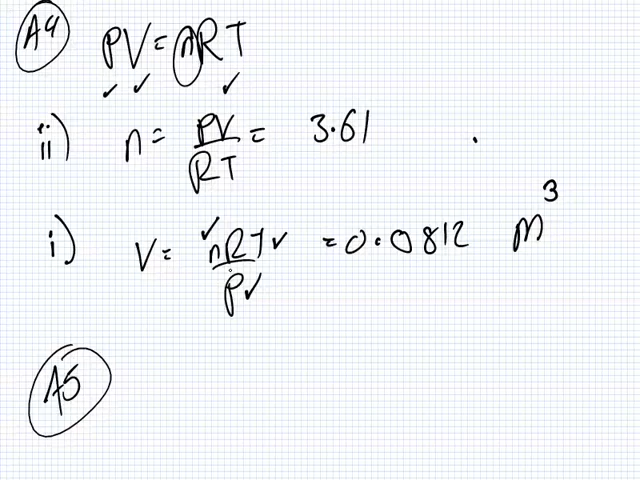 A4 PV=nRT
✓ ✓ ✓
ii) n = PV/RT = 3.61 .
i) V = ✓nRT✓/P✓ = 0.0812 m³
A5